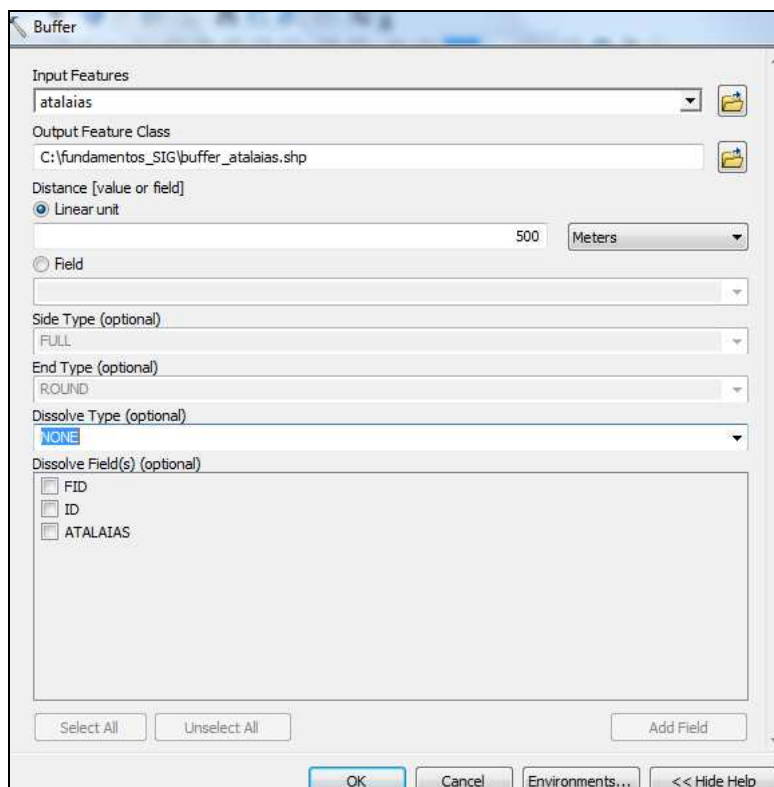 Buffer
Input Features
atalaias
Output Feature Class
C:\fundamentos_SIG\buffer_atalaias.shp
Distance [value or field]
Linear unit
500 Meters
Field
Side Type (optional)
FULL
End Type (optional)
ROUND
Dissolve Type (optional)
NONE
Dissolve Field(s) (optional)
FID
ID
ATALAIAS
Select All Unselect All Add Field
OK Cancel Environments... << Hide Help